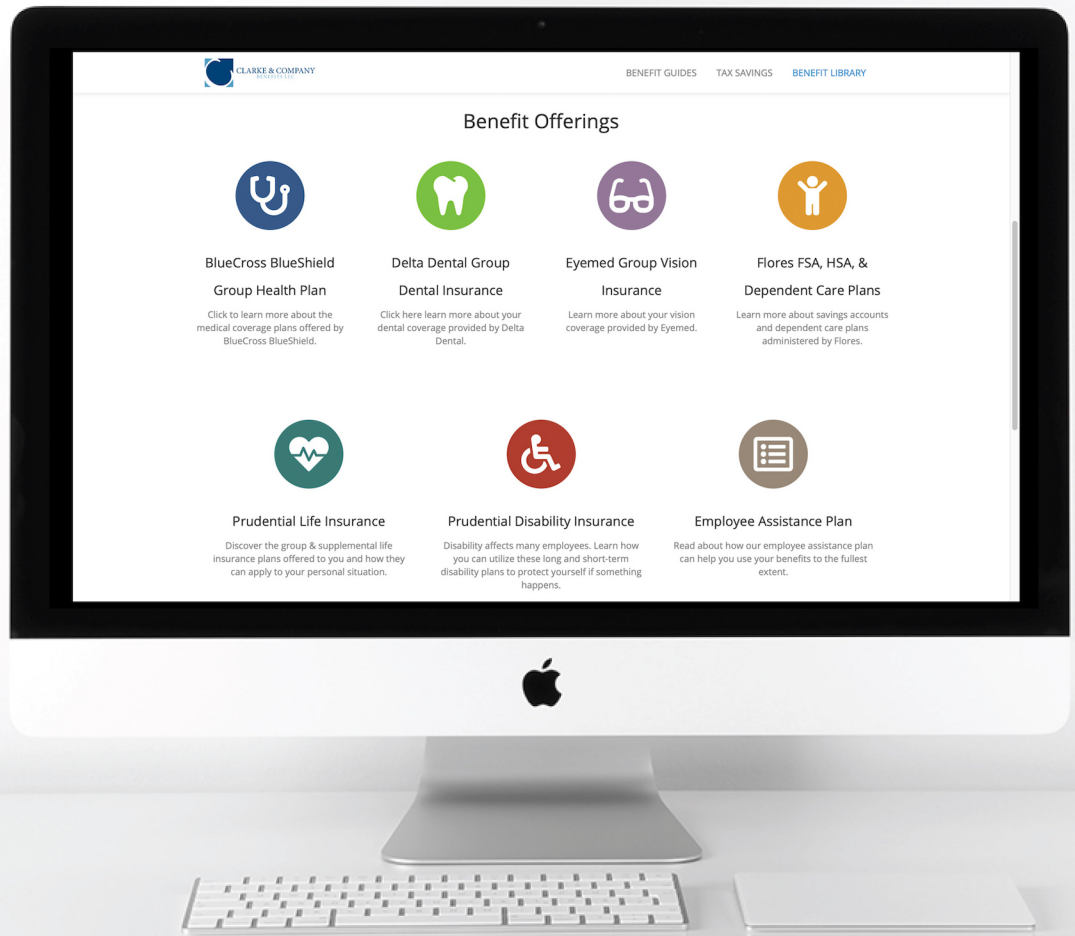 CLARKE & COMPANY
BENEFITS LLC
BENEFIT GUIDES TAX SAVINGS BENEFIT LIBRARY
Benefit Offerings
BlueCross BlueShield
Group Health Plan
Click to learn more about the
medical coverage plans offered by
BlueCross BlueShield.
Delta Dental Group
Dental Insurance
Click here learn more about your
dental coverage provided by Delta
Dental.
Eyemed Group Vision
Insurance
Learn more about your vision
coverage provided by Eyemed.
Flores FSA, HSA, &
Dependent Care Plans
Learn more about savings accounts
and dependent care plans
administered by Flores.
Prudential Life Insurance
Discover the group & supplemental life
insurance plans offered to you and how they
can apply to your personal situation.
Prudential Disability Insurance
Disability affects many employees. Learn how
you can utilize these long and short-term
disability plans to protect yourself if something
happens.
Employee Assistance Plan
Read about how our employee assistance plan
can help you use your benefits to the fullest
extent.